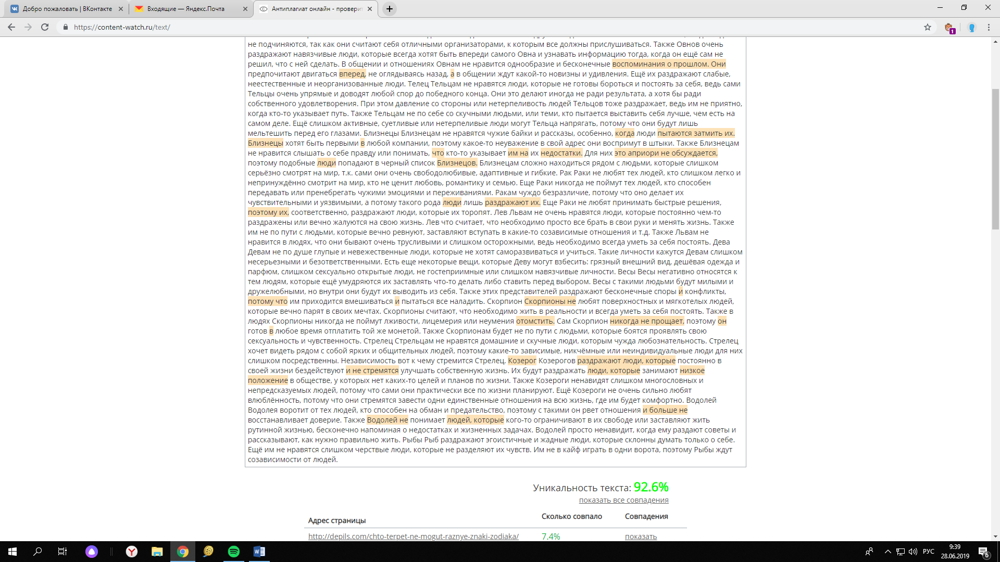 Добро пожаловать | ВКонтакте
Входящие — Яндекс.Почта
Антиплагиат онлайн - проверит
https://content-watch.ru/text/
1
не подчиняются, так как они считают себя отличными организаторами, к которым все должны прислушиваться. Также Овнов очень
раздражают навязчивые люди, которые всегда хотят быть впереди самого Овна и узнавать информацию тогда, когда он ещё сам не
решил, что с ней сделать. В общении и отношениях Овнам не нравится однообразие и бесконечные воспоминания о прошлом. Они
предпочитают двигаться вперед, не оглядываясь назад, а в общении ждут какой-то новизны и удивления. Ещё их раздражают слабые,
неестественные и неорганизованные люди. Телец Тельцам не нравятся люди, которые не готовы бороться и постоять за себя, ведь сами
Тельцы очень упрямые и доводят любой спор до победного конца. Они это делают иногда не ради результата, а хотя бы ради
собственного удовлетворения. При этом давление со стороны или нетерпеливость людей Тельцов тоже раздражает, ведь им не приятно,
когда кто-то указывает путь. Также Тельцам не по себе со скучными людьми, или теми, кто пытается выставить себя лучше, чем есть на
самом деле. Ещё слишком активные, суетливые или нетерпеливые люди могут Тельца напрягать, потому что они будут лишь
мельтешить перед его глазами. Близнецы Близнецам не нравятся чужие байки и рассказы, особенно, когда люди пытаются затмить их.
Близнецы хотят быть первыми в любой компании, поэтому какое-то неуважение в свой адрес они воспримут в штыки. Также Близнецам
не нравится слышать о себе правду или понимать, что кто-то указывает им на их недостатки. Для них это априори не обсуждается,
поэтому подобные люди попадают в черный список Близнецов. Близнецам сложно находиться рядом с людьми, которые слишком
серьёзно смотрят на мир, т.к. сами они очень свободолюбивые, адаптивные и гибкие. Рак Раки не любят тех людей, кто слишком легко и
непринуждённо смотрит на мир, кто не ценит любовь, романтику и семью. Еще Раки никогда не поймут тех людей, кто способен
передавать или пренебрегать чужими эмоциями и переживаниями. Ракам чуждо безразличие, потому что оно делает их
чувствительными и уязвимыми, а потому такого рода люди лишь раздражают их. Еще Раки не любят принимать быстрые решения,
поэтому их, соответственно, раздражают люди, которые их торопят. Лев Львам не очень нравятся люди, которые постоянно чем-то
раздражены или вечно жалуются на свою жизнь. Лев что считает, что необходимо просто все брать в свои руки и менять жизнь. Также
им не по пути с людьми, которые вечно ревнуют, заставляют вступать в какие-то созависимые отношения и т.д. Также Львам не
нравится в людях, что они бывают очень трусливыми и слишком осторожными, ведь необходимо всегда уметь за себя постоять. Дева
Девам не по душе глупые и невежественные люди, которые не хотят саморазвиваться и учиться. Такие личности кажутся Девам слишком
несерьезными и безответственными. Есть еще некоторые вещи, которые Деву могут взбесить: грязный внешний вид, дешёвая одежда и
парфюм, слишком сексуально открытые люди, не гостеприимные или слишком навязчивые личности. Весы Весы негативно относятся к
тем людям, которые ещё умудряются их заставлять что-то делать либо ставить перед выбором. Весы с такими людьми будут милыми и
дружелюбными, но внутри они будут их выводить из себя. Также этих представителей раздражают бесконечные споры и конфликты,
потому что им приходится вмешиваться и пытаться все наладить. Скорпион Скорпионы не любят поверхностных и мягкотелых людей,
которые вечно парят в своих мечтах. Скорпионы считают, что необходимо жить в реальности и всегда уметь за себя постоять. Также в
людях Скорпионы никогда не поймут лживости, лицемерия или неумения отомстить. Сам Скорпион никогда не прощает, поэтому он
готов в любое время отплатить той же монетой. Также Скорпионам будет не по пути с людьми, которые боятся проявлять свою
сексуальность и чувственность. Стрелец Стрельцам не нравятся домашние и скучные люди, которым чужда любознательность. Стрелец
хочет видеть рядом с собой ярких и общительных людей, поэтому какие-то зависимые, никчёмные или неиндивидуальные люди для них
слишком посредственны. Независимость вот к чему стремится Стрелец. Козерог Козерогов раздражают люди, которые постоянно в
своей жизни бездействуют и не стремятся улучшать собственную жизнь. Их будут раздражать люди, которые занимают низкое
положение в обществе, у которых нет каких-то целей и планов по жизни. Также Козероги ненавидят слишком многословных и
непредсказуемых людей, потому что сами они практически все по жизни планируют. Ещё Козероги не очень сильно любят
влюблённость, потому что они стремятся завести одни единственные отношения на всю жизнь, где им будет комфортно. Водолей
Водолея воротит от тех людей, кто способен на обман и предательство, поэтому с такими он рвет отношения и больше не
восстанавливает доверие. Также Водолей не понимает людей, которые кого-то ограничивают в их свободе или заставляют жить
рутинной жизнью, бесконечно напоминая о недостатках и жизненных задачах. Водолей просто ненавидит, когда ему раздают советы и
рассказывают, как нужно правильно жить. Рыбы Рыб раздражают эгоистичные и жадные люди, которые склонны думать только о себе.
Ещё им не нравятся слишком черствые люди, которые не разделяют их чувств. Им не в кайф играть в одни ворота, поэтому Рыбы ждут
созависимости от людей.
Уникальность текста: 92.6%
показать все совпадения
Адрес страницы Сколько совпало Совпадения
http://depils.com/chto-terpet-ne-mogut-raznye-znaki-zodiaka/ 7.4% показать
РУС
9:39
28.06.2019
6